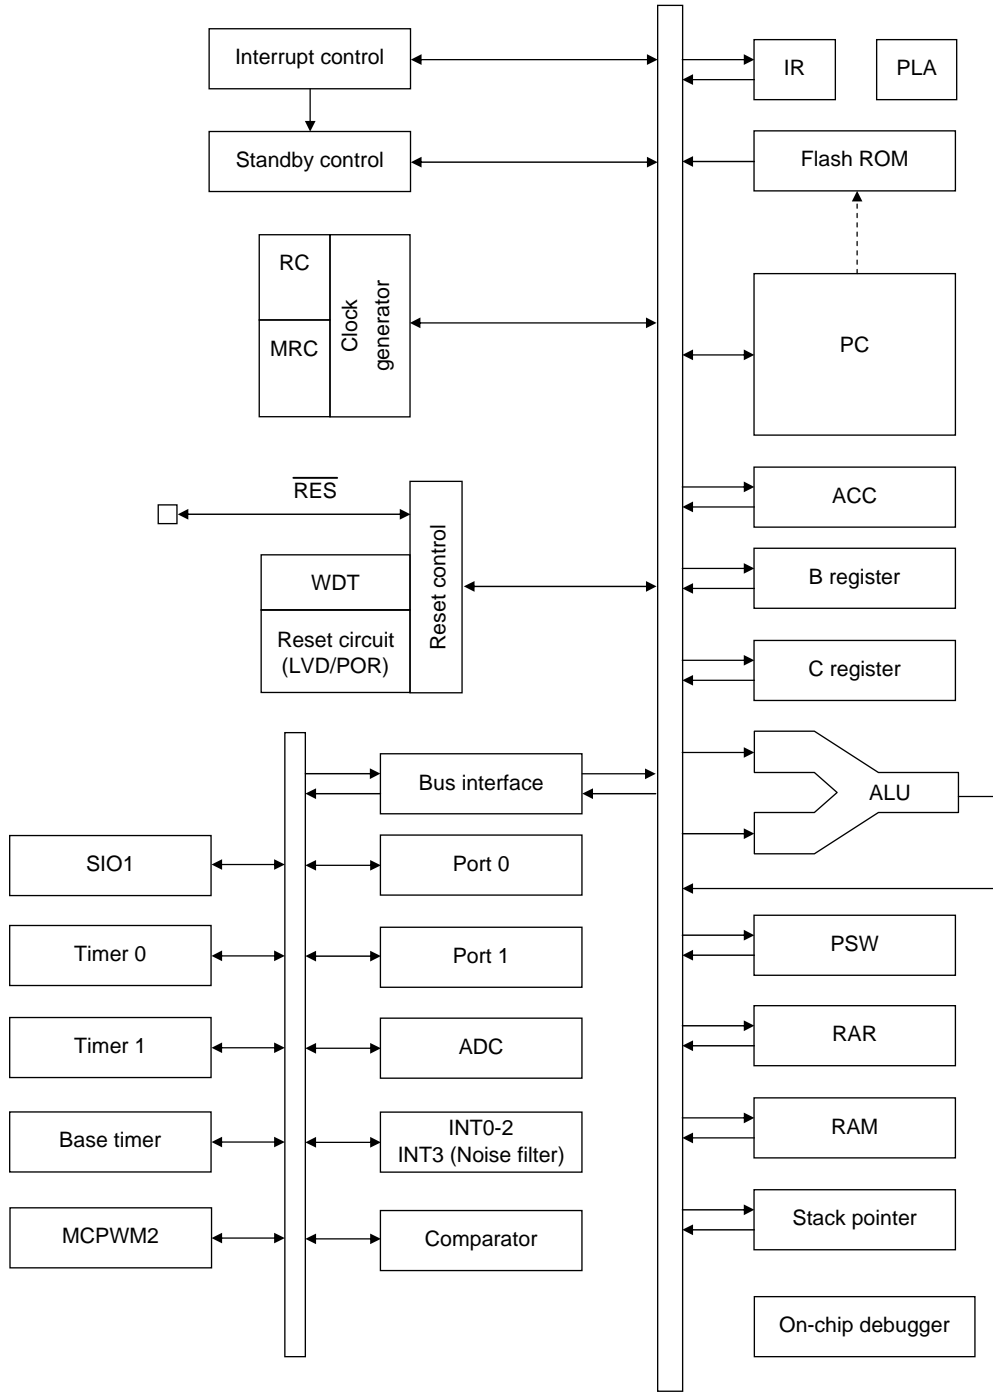 Interrupt control
IR
PLA
Standby control
Flash ROM
RC
MRC
Clock
generator
PC
RES
ACC
WDT
Reset circuit
(LVD/POR)
Reset control
B register
C register
Bus interface
ALU
SIO1
Port 0
Timer 0
Port 1
PSW
Timer 1
ADC
RAR
Base timer
INT0-2
INT3 (Noise filter)
RAM
MCPWM2
Comparator
Stack pointer
On-chip debugger